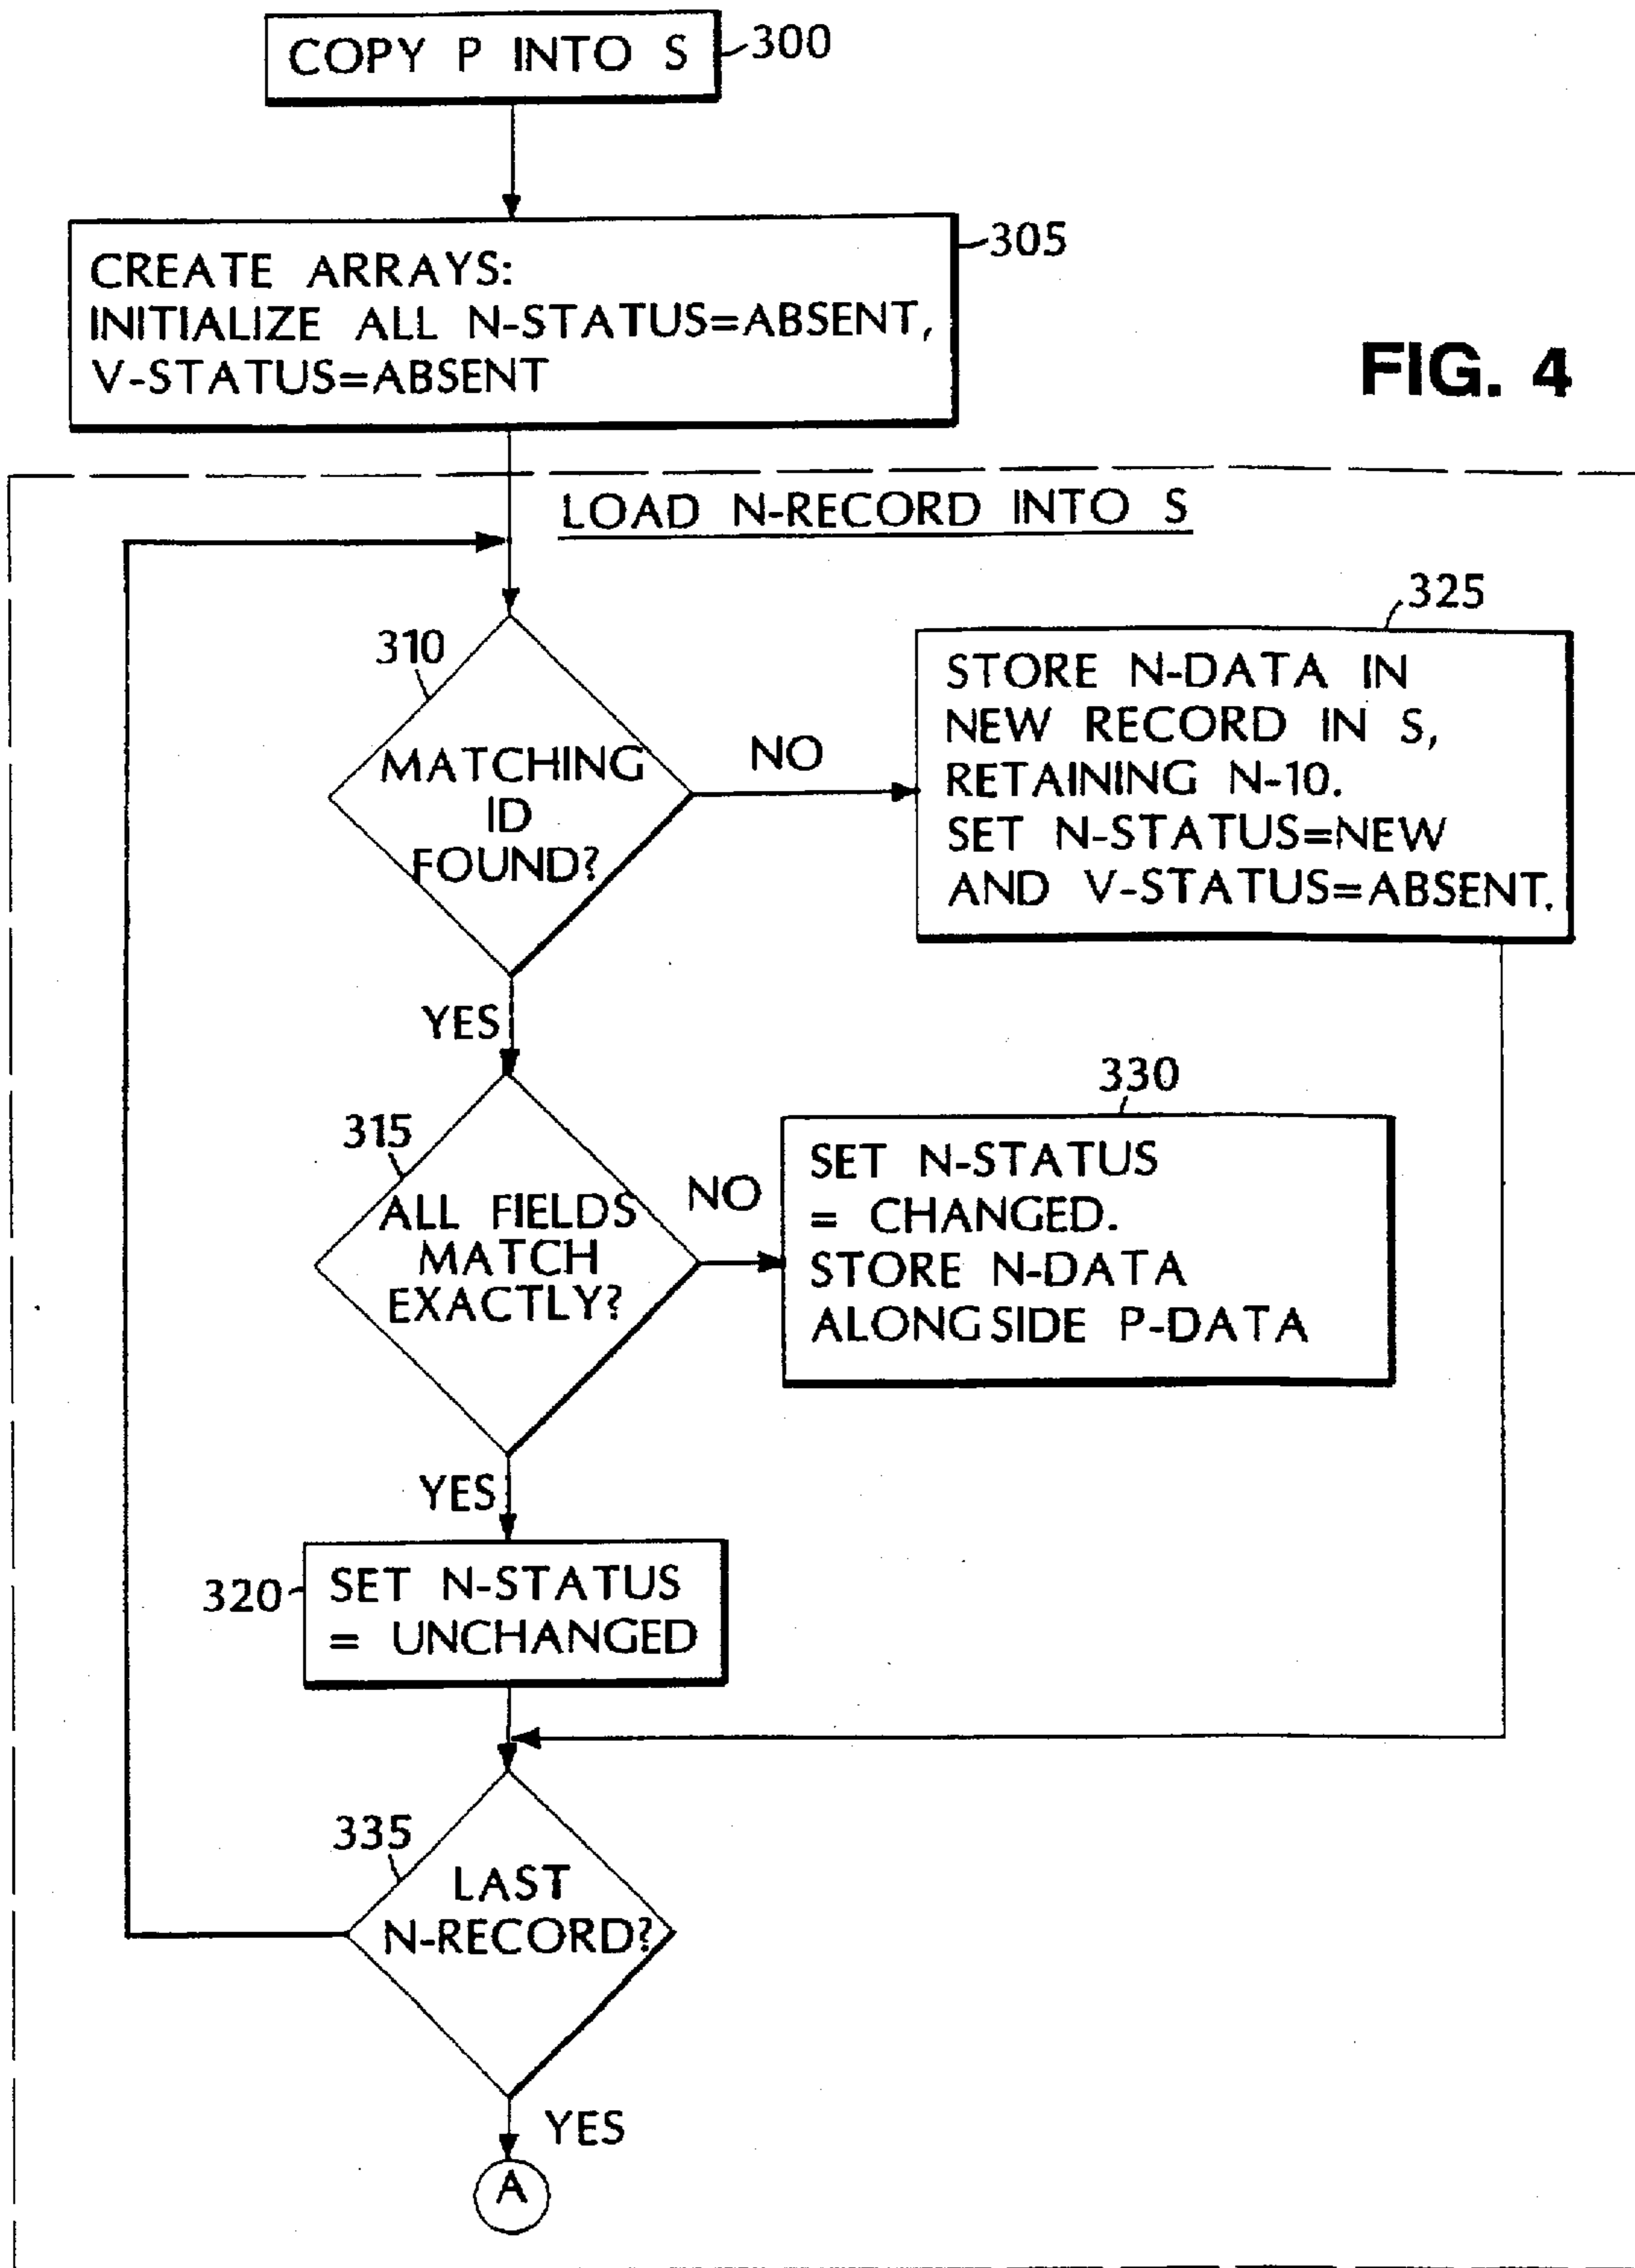 COPY P INTO S
300
CREATE ARRAYS:
INITIALIZE ALL N-STATUS=ABSENT,
V-STATUS=ABSENT
305
FIG. 4
LOAD N-RECORD INTO S
310
MATCHING
ID
FOUND?
NO
325
STORE N-DATA IN
NEW RECORD IN S,
RETAINING N-10.
SET N-STATUS=NEW
AND V-STATUS=ABSENT.
YES
315
ALL FIELDS
MATCH
EXACTLY?
NO
330
SET N-STATUS
= CHANGED.
STORE N-DATA
ALONGSIDE P-DATA
YES
320
SET N-STATUS
= UNCHANGED
335
LAST
N-RECORD?
YES
A